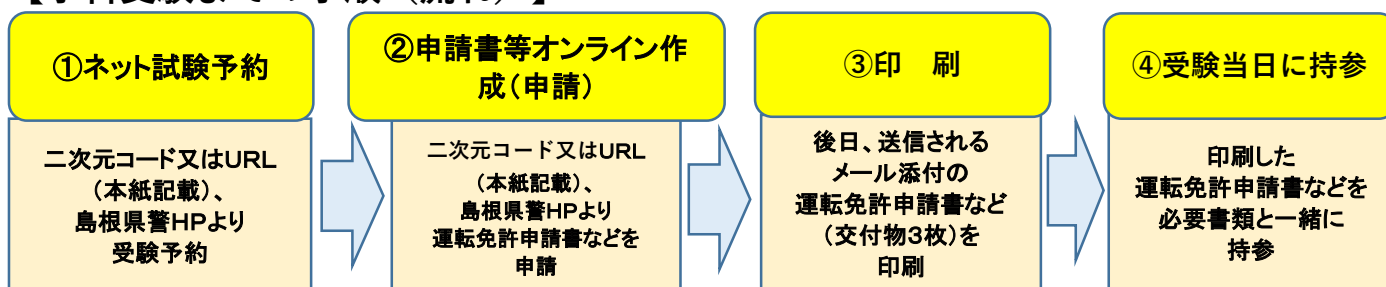 ①ネット試験予約
二次元コード又はURL
(本紙記載)、
島根県警HPより
受験予約
②申請書等オンライン作
成(申請)
二次元コード又はURL
(本紙記載)、
島根県警HPより
運転免許申請書などを
申請
③印　刷
後日、送信される
メール添付の
運転免許申請書など
(交付物3枚)を
印刷
④受験当日に持参
印刷した
運転免許申請書などを
必要書類と一緒に
持参